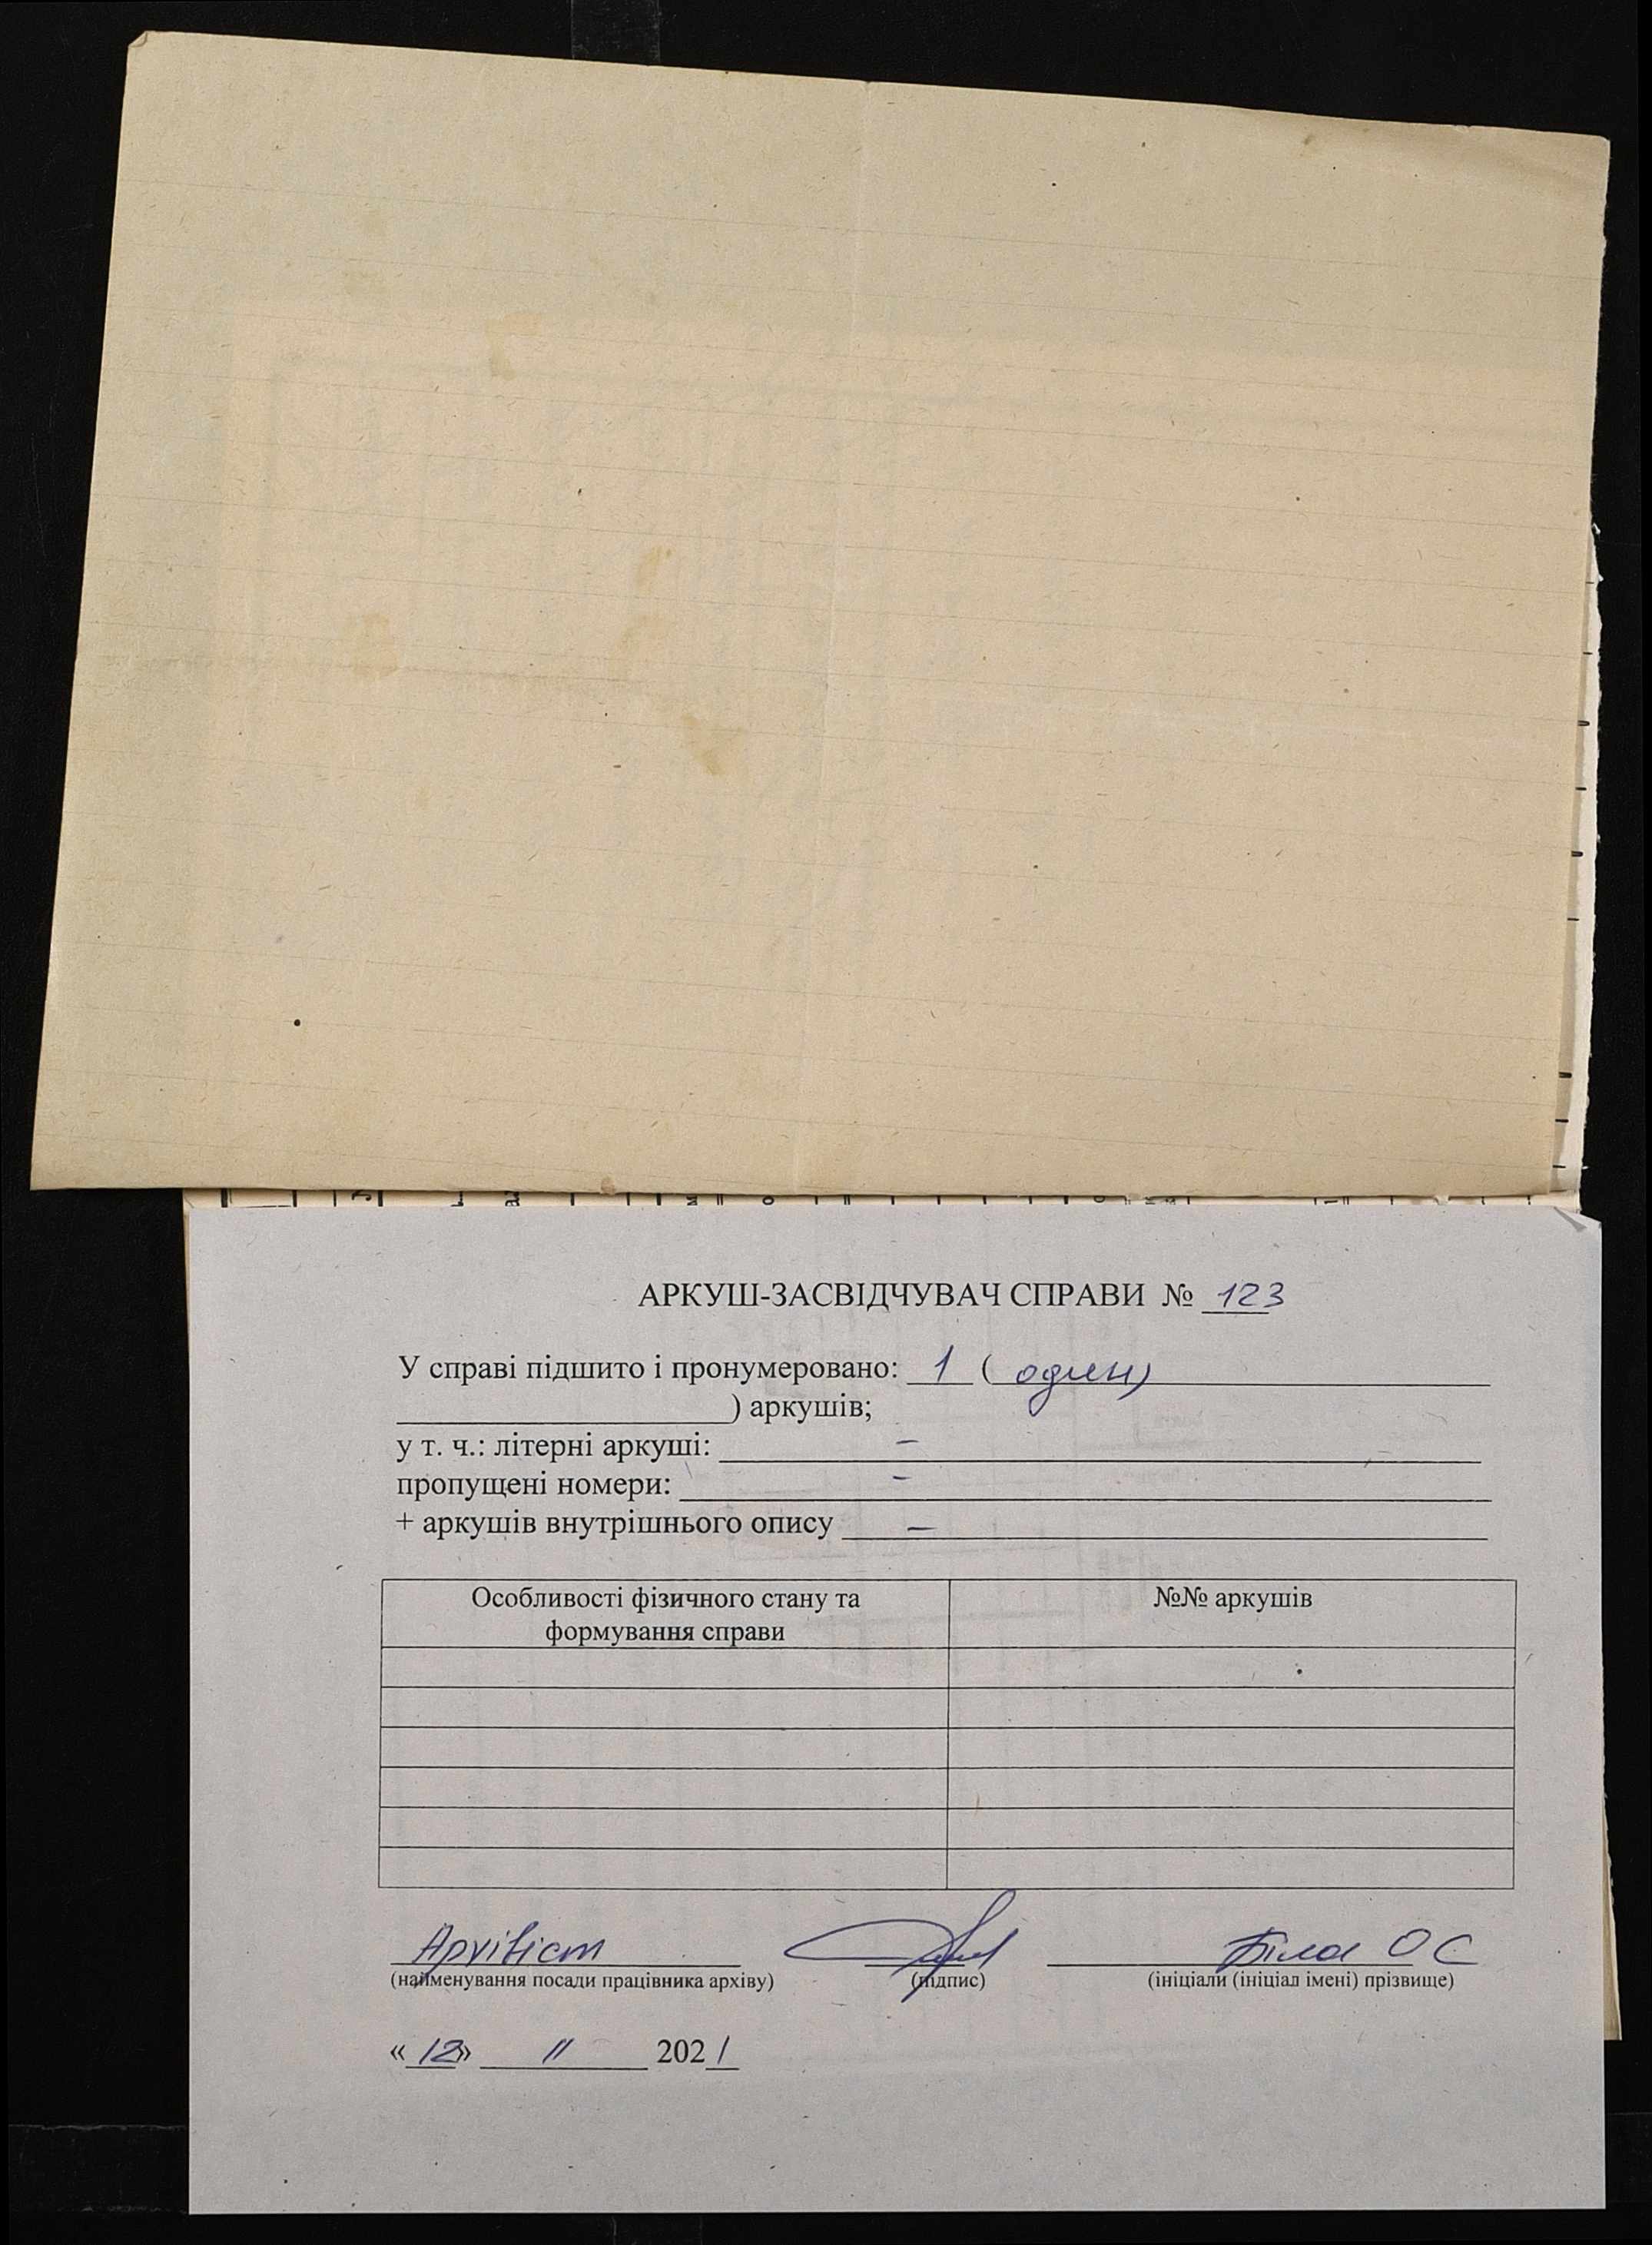 АРКУШ-ЗАСВІДЧУВАЧ СПРАВИ № 123
У справі підшито і пронумеровано: 1 ( один)
) аркушів;
у т. ч.: літерні аркуші: –
пропущені номери: –
+ аркушів внутрішнього опису –
Особливості фізичного стану та формування справи
№№ аркушів
Архівіст Біла О С
(найменування посади працівника архіву) (підпис) (ініціали (ініціал імені) прізвище)
«12» 11 2021